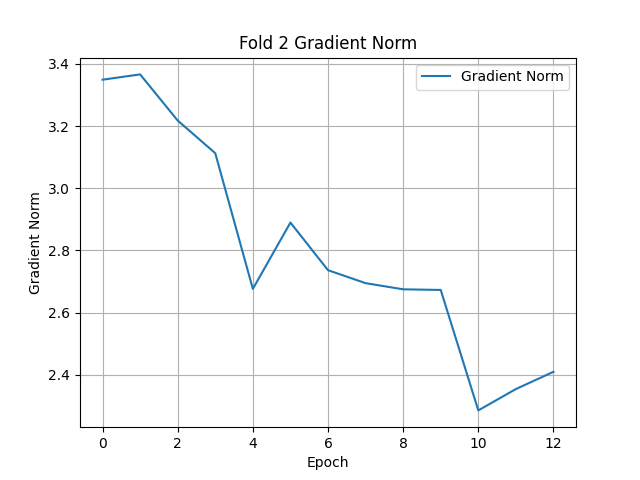 Fold 2 Gradient Norm
Gradient Norm
3.4
3.2
3.0
2.8
2.6
2.4
Gradient Norm
0 2 4 6 8 10 12
Epoch